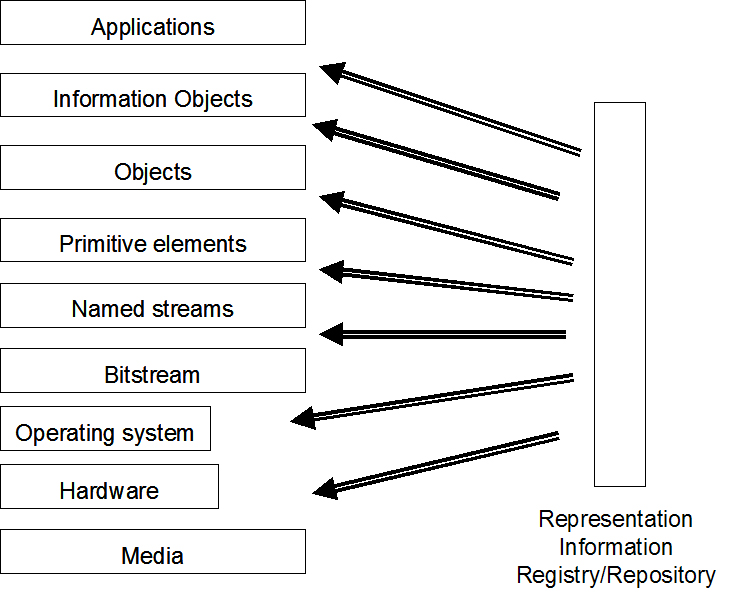 Applications
Information Objects
Objects
Primitive elements
Named streams
Bitstream
Operating system
Hardware
Media
Representation
Information
Registry/Repository